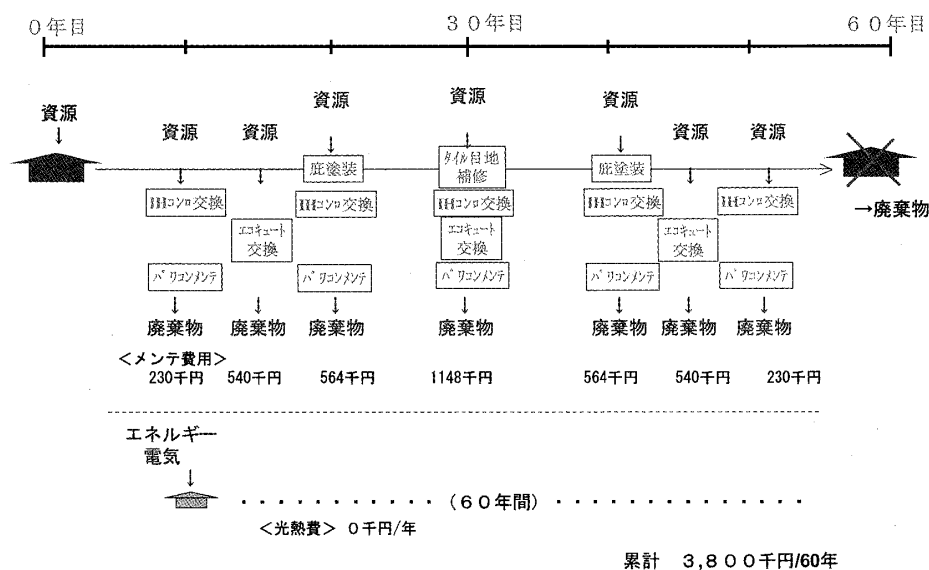 0年目 30年目 60年目
資源 資源 資源
資源 資源 資源 資源 資源
庇塗装 タイル目地 庇塗装
補修
IHコンロ交換 IHコンロ交換 IHコンロ交換 IHコンロ交換 IHコンロ交換
→廃棄物
エコキュート エコキュート エコキュート
交換 交換 交換
パワコンメンテ パワコンメンテ パワコンメンテ パワコンメンテ パワコンメンテ
廃棄物 廃棄物 廃棄物 廃棄物 廃棄物 廃棄物 廃棄物
<メンテ費用>
230千円 540千円 564千円 1148千円 564千円 540千円 230千円
エネルギー
電気
(60年間)
<光熱費> 0千円/年
累計 3,800千円/60年